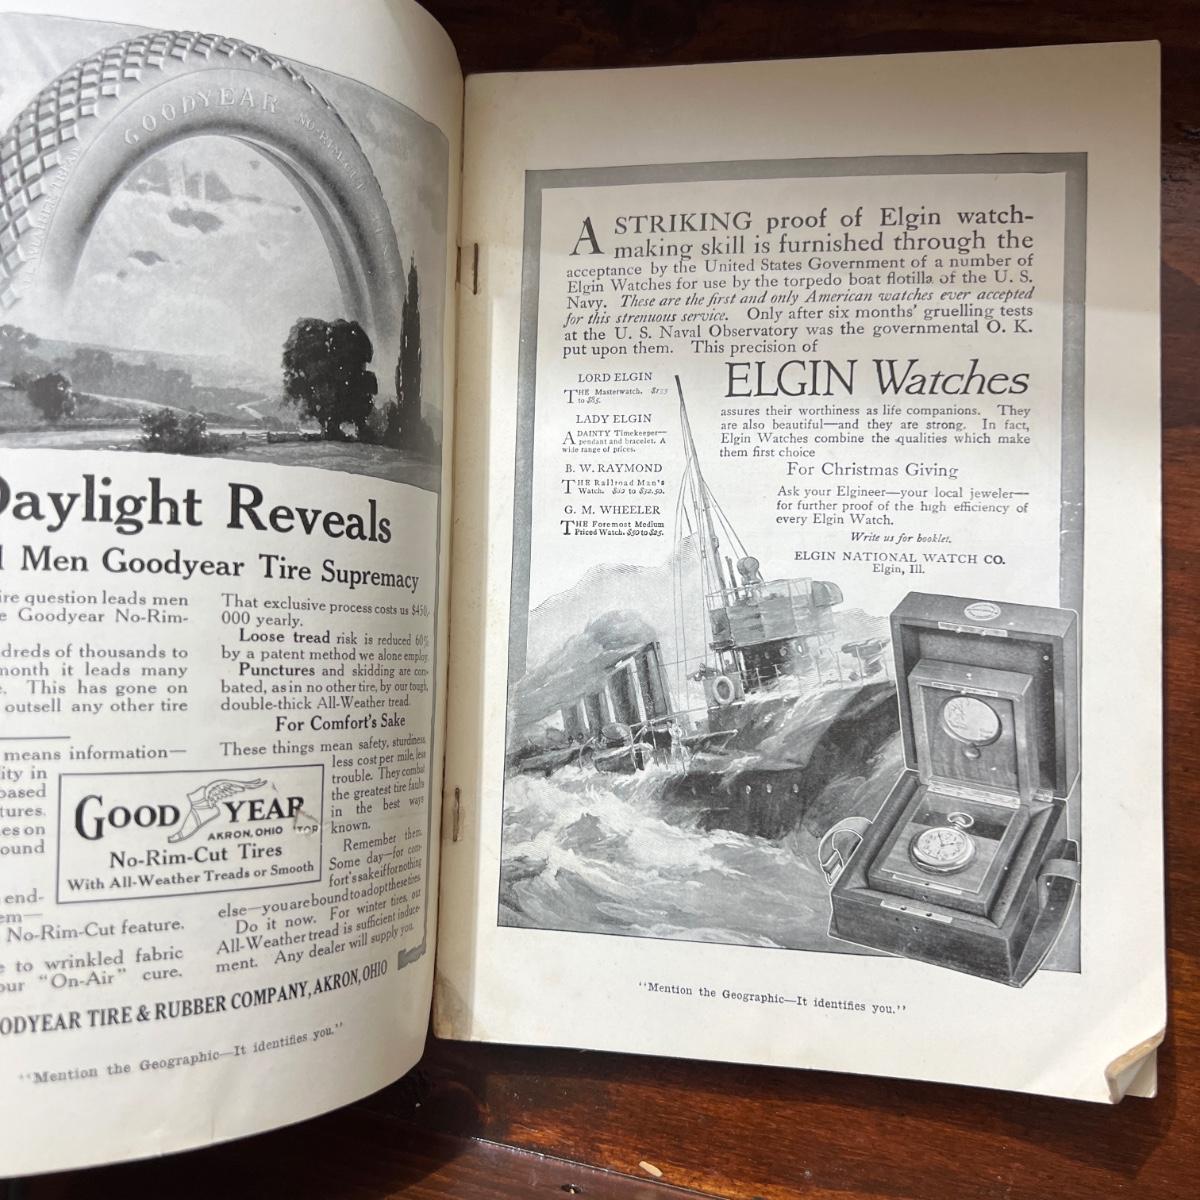 GOODYEAR
NO-RIM-CUT
Daylight Reveals
Men Goodyear Tire Supremacy
ire question leads men
e Goodyear No-Rim-
dreds of thousands to
month it leads many
. This has gone on
outsell any other tire
means information—
ity in
based
tures.
es on
ound
end-
em—
No-Rim-Cut feature.
to wrinkled fabric
our "On-Air" cure.
That exclusive process costs us $450,-
000 yearly.
Loose tread risk is reduced 60%
by a patent method we alone employ.
Punctures and skidding are com-
bated, as in no other tire, by our tough,
double-thick All-Weather tread.
For Comfort's Sake
These things mean safety, sturdiness,
less cost per mile, less
trouble. They combat
the greatest tire faults
in the best ways
known.
Remember them.
Some day—for com-
fort's sake if for nothing
else—you are bound to adopt these tires.
Do it now. For winter tires, our
All-Weather tread is sufficient induce-
ment. Any dealer will supply you.
GOOD YEAR
AKRON, OHIO
No-Rim-Cut Tires
With All-Weather Treads or Smooth
OODYEAR TIRE & RUBBER COMPANY, AKRON, OHIO
"Mention the Geographic—It identifies you."
A STRIKING proof of Elgin watch-
making skill is furnished through the
acceptance by the United States Government of a number of
Elgin Watches for use by the torpedo boat flotilla of the U. S.
Navy. These are the first and only American watches ever accepted
for this strenuous service. Only after six months' gruelling tests
at the U. S. Naval Observatory was the governmental O. K.
put upon them. This precision of
ELGIN Watches
LORD ELGIN
THE Masterwatch. $135
to $85.
LADY ELGIN
A DAINTY Timekeeper—
pendant and bracelet. A
wide range of prices.
B. W. RAYMOND
THE Railroad Man's
Watch. $110 to $32.50.
G. M. WHEELER
THE Foremost Medium
Priced Watch. $50 to $25.
assures their worthiness as life companions. They
are also beautiful—and they are strong. In fact,
Elgin Watches combine the qualities which make
them first choice
For Christmas Giving
Ask your Elgineer—your local jeweler—
for further proof of the high efficiency of
every Elgin Watch.
Write us for booklet.
ELGIN NATIONAL WATCH CO.
Elgin, Ill.
"Mention the Geographic—It identifies you."